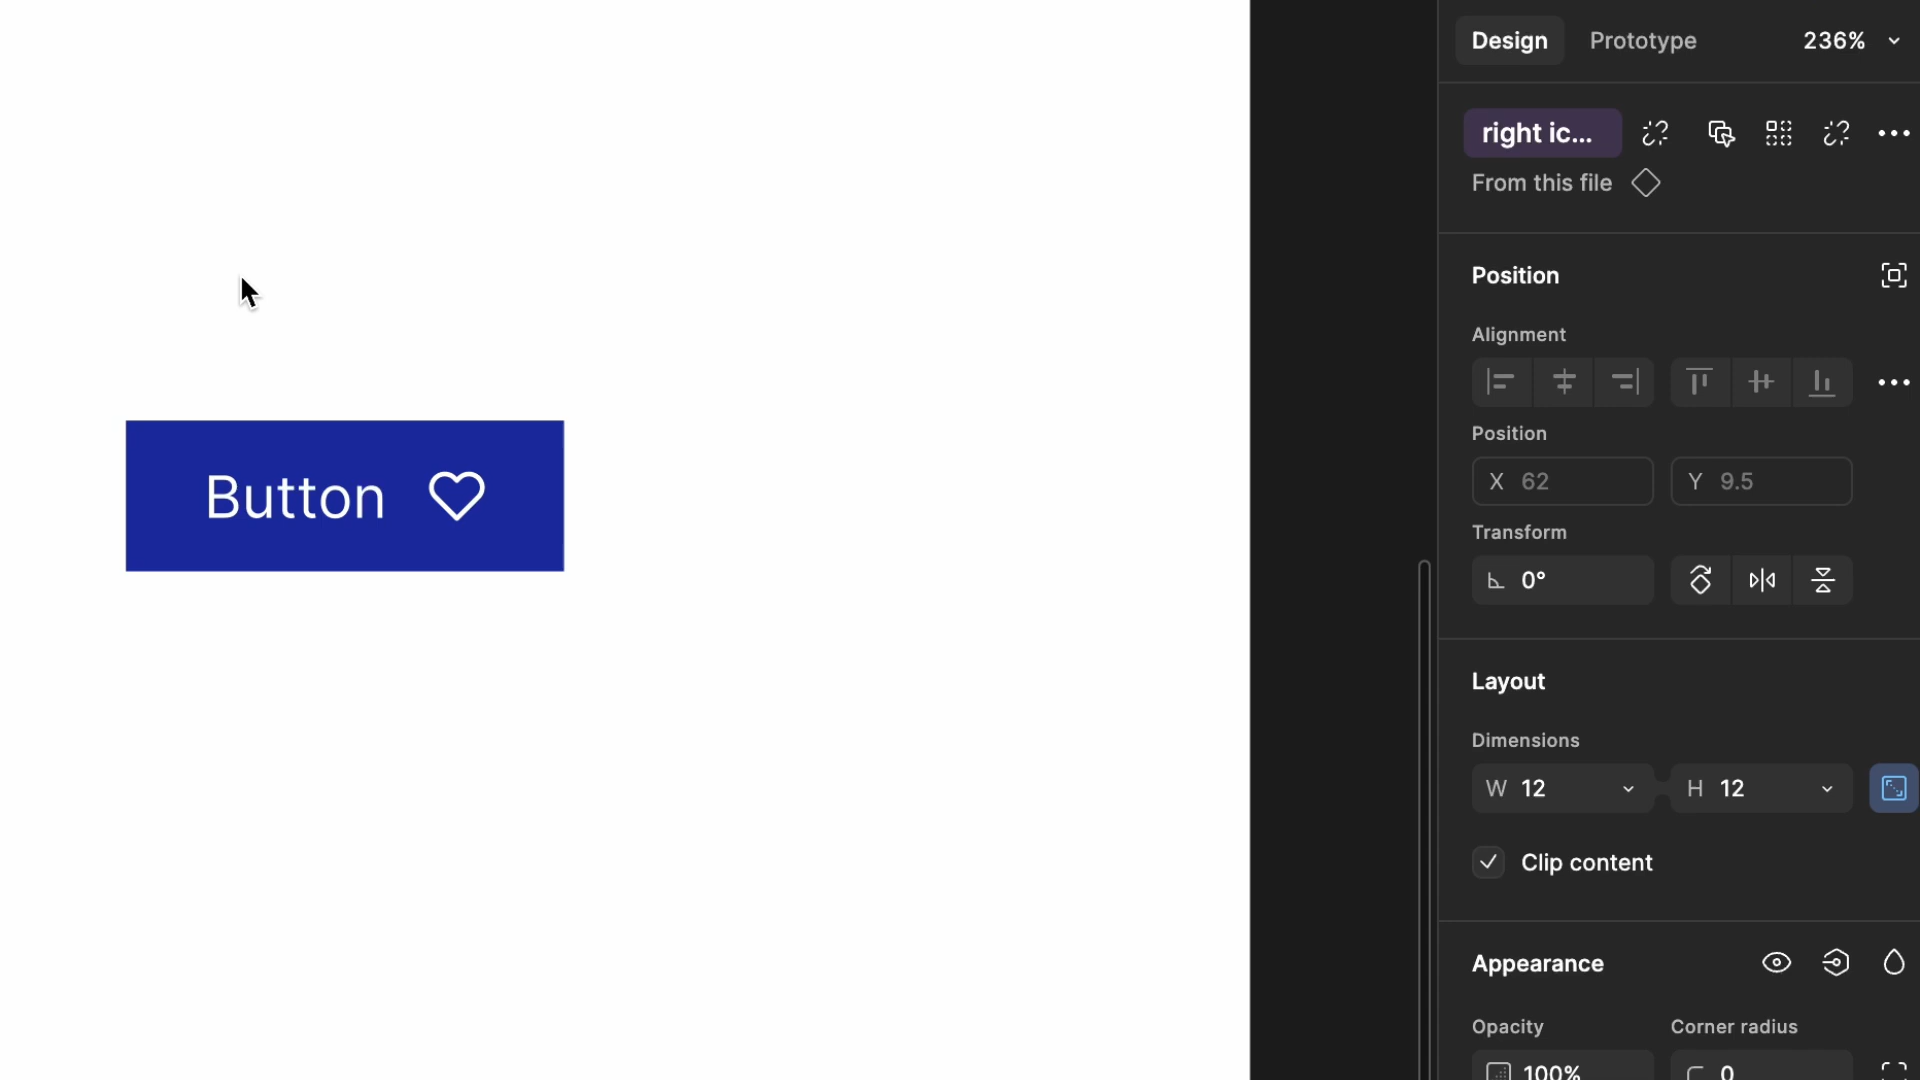 Design Prototype 236%
right ic...
From this file
Position
Alignment
Position
X 62 Y 9.5
Transform
0°
Button
Layout
Dimensions
W 12 H 12
Clip content
Appearance
Opacity Corner radius
100% 0